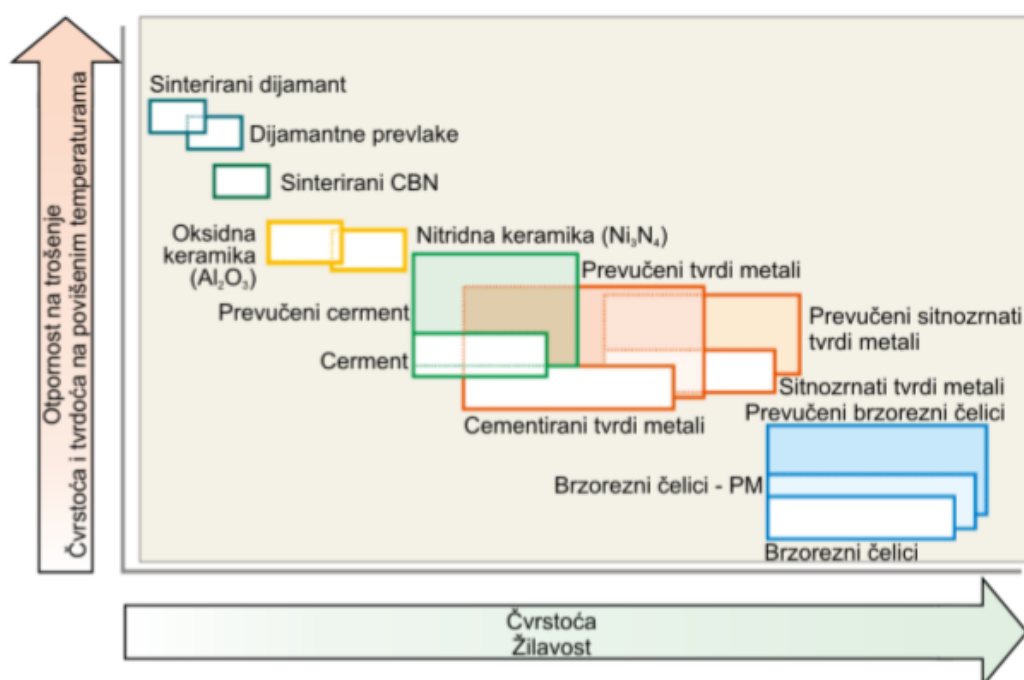 Otpornost na trošenje
Čvrstoća i tvrdoća na povišenim temperaturama
Sinterirani dijamant
Dijamantne prevlake
Sinterirani CBN
Oksidna
keramika
(Al₂O₃)
Nitridna keramika (Ni₃N₄)
Prevučeni tvrdi metali
Prevučeni cerment
Prevučeni sitnozrnati
tvrdi metali
Cerment
Sitnozrnati tvrdi metali
Cementirani tvrdi metali
Prevučeni brzorezni čelici
Brzorezni čelici - PM
Brzorezni čelici
Čvrstoća
Žilavost